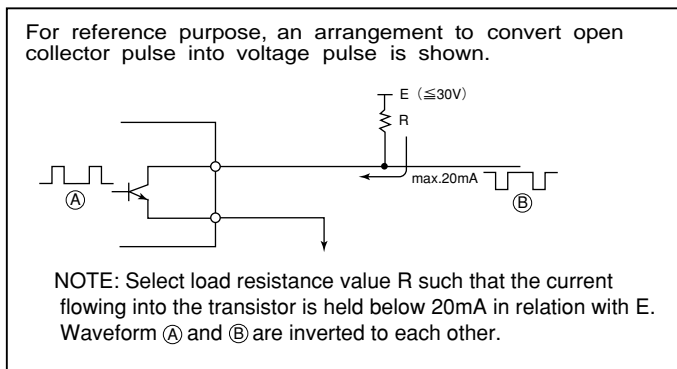 For reference purpose, an arrangement to convert open
collector pulse into voltage pulse is shown.
E (≦30V)
R
max.20mA
Ⓐ
Ⓑ
NOTE: Select load resistance value R such that the current
flowing into the transistor is held below 20mA in relation with E.
Waveform Ⓐ and Ⓑ are inverted to each other.